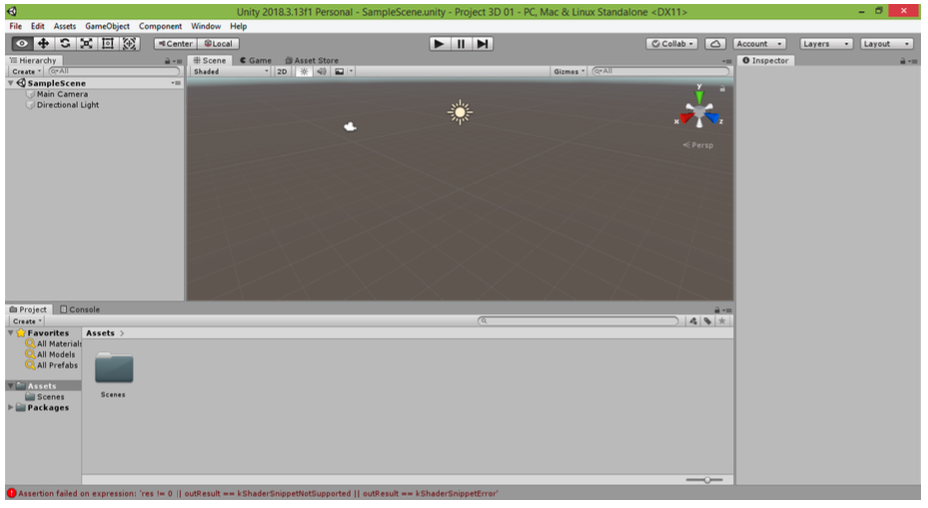 Unity 2018.3.13f1 Personal - SampleScene.unity - Project 3D 01 - PC, Mac & Linux Standalone <DX11>
File Edit Assets GameObject Component Window Help
Center Local Collab Account Layers Layout
Hierarchy Scene Game Asset Store Inspector
Create All Shaded 2D Gizmos All
SampleScene
Main Camera
Directional Light
y
x z
Persp
Project Console
Create
Favorites Assets >
All Materials
All Models
All Prefabs
Assets
Scenes Scenes
Packages
Assertion failed on expression: 'res != 0 || outResult == kShaderSnippetNotSupported || outResult == kShaderSnippetError'